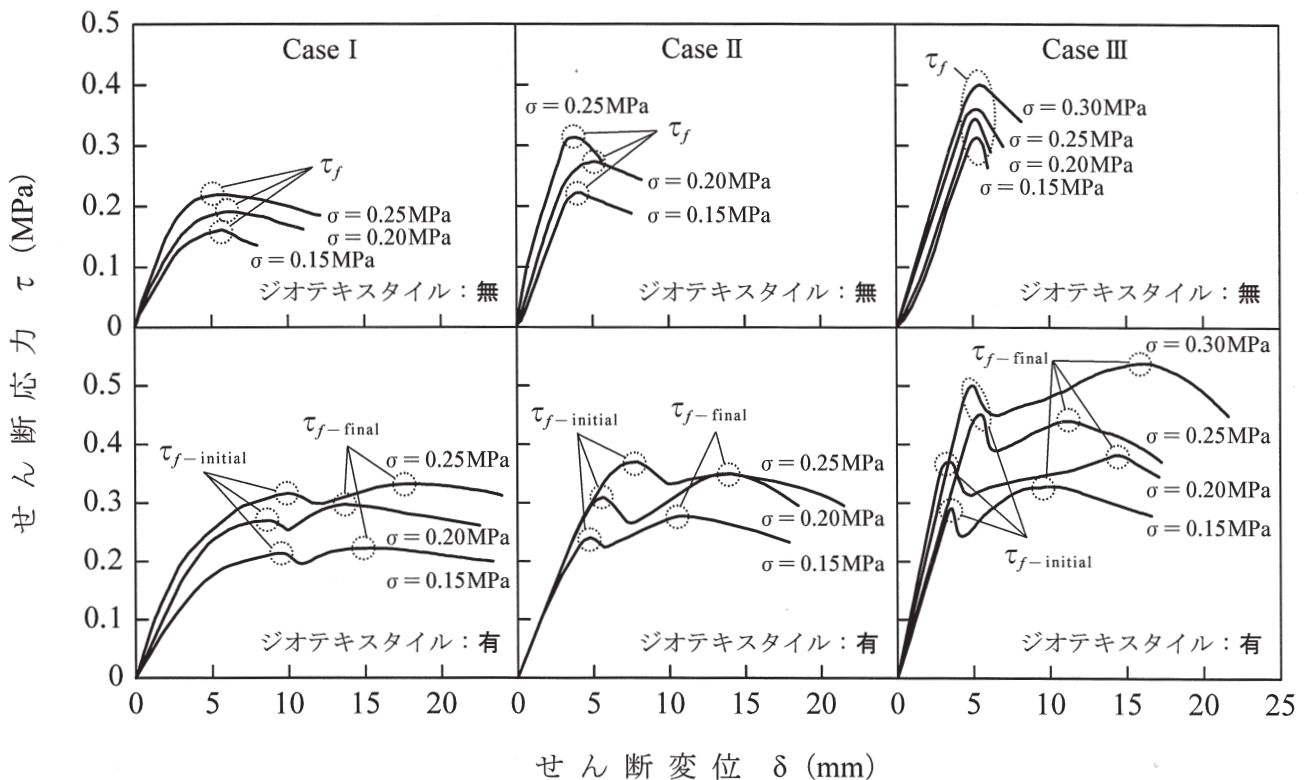 せん断応力 τ (MPa)
0.5
0.4
0.3
0.2
0.1
0
Case I
τf
σ=0.25MPa
σ=0.20MPa
σ=0.15MPa
ジオテキスタイル：無
Case II
σ=0.25MPa
τf
σ=0.20MPa
σ=0.15MPa
ジオテキスタイル：無
Case III
τf
σ=0.30MPa
σ=0.25MPa
σ=0.20MPa
σ=0.15MPa
ジオテキスタイル：無
0.5
0.4
0.3
0.2
0.1
0
τf-initial
τf-final
σ=0.25MPa
σ=0.20MPa
σ=0.15MPa
ジオテキスタイル：有
τf-initial
τf-final
σ=0.25MPa
σ=0.20MPa
σ=0.15MPa
ジオテキスタイル：有
τf-final
σ=0.30MPa
σ=0.25MPa
σ=0.20MPa
σ=0.15MPa
τf-initial
ジオテキスタイル：有
0 5 10 15 20 0 5 10 15 20 0 5 10 15 20 25
せん断変位 δ (mm)